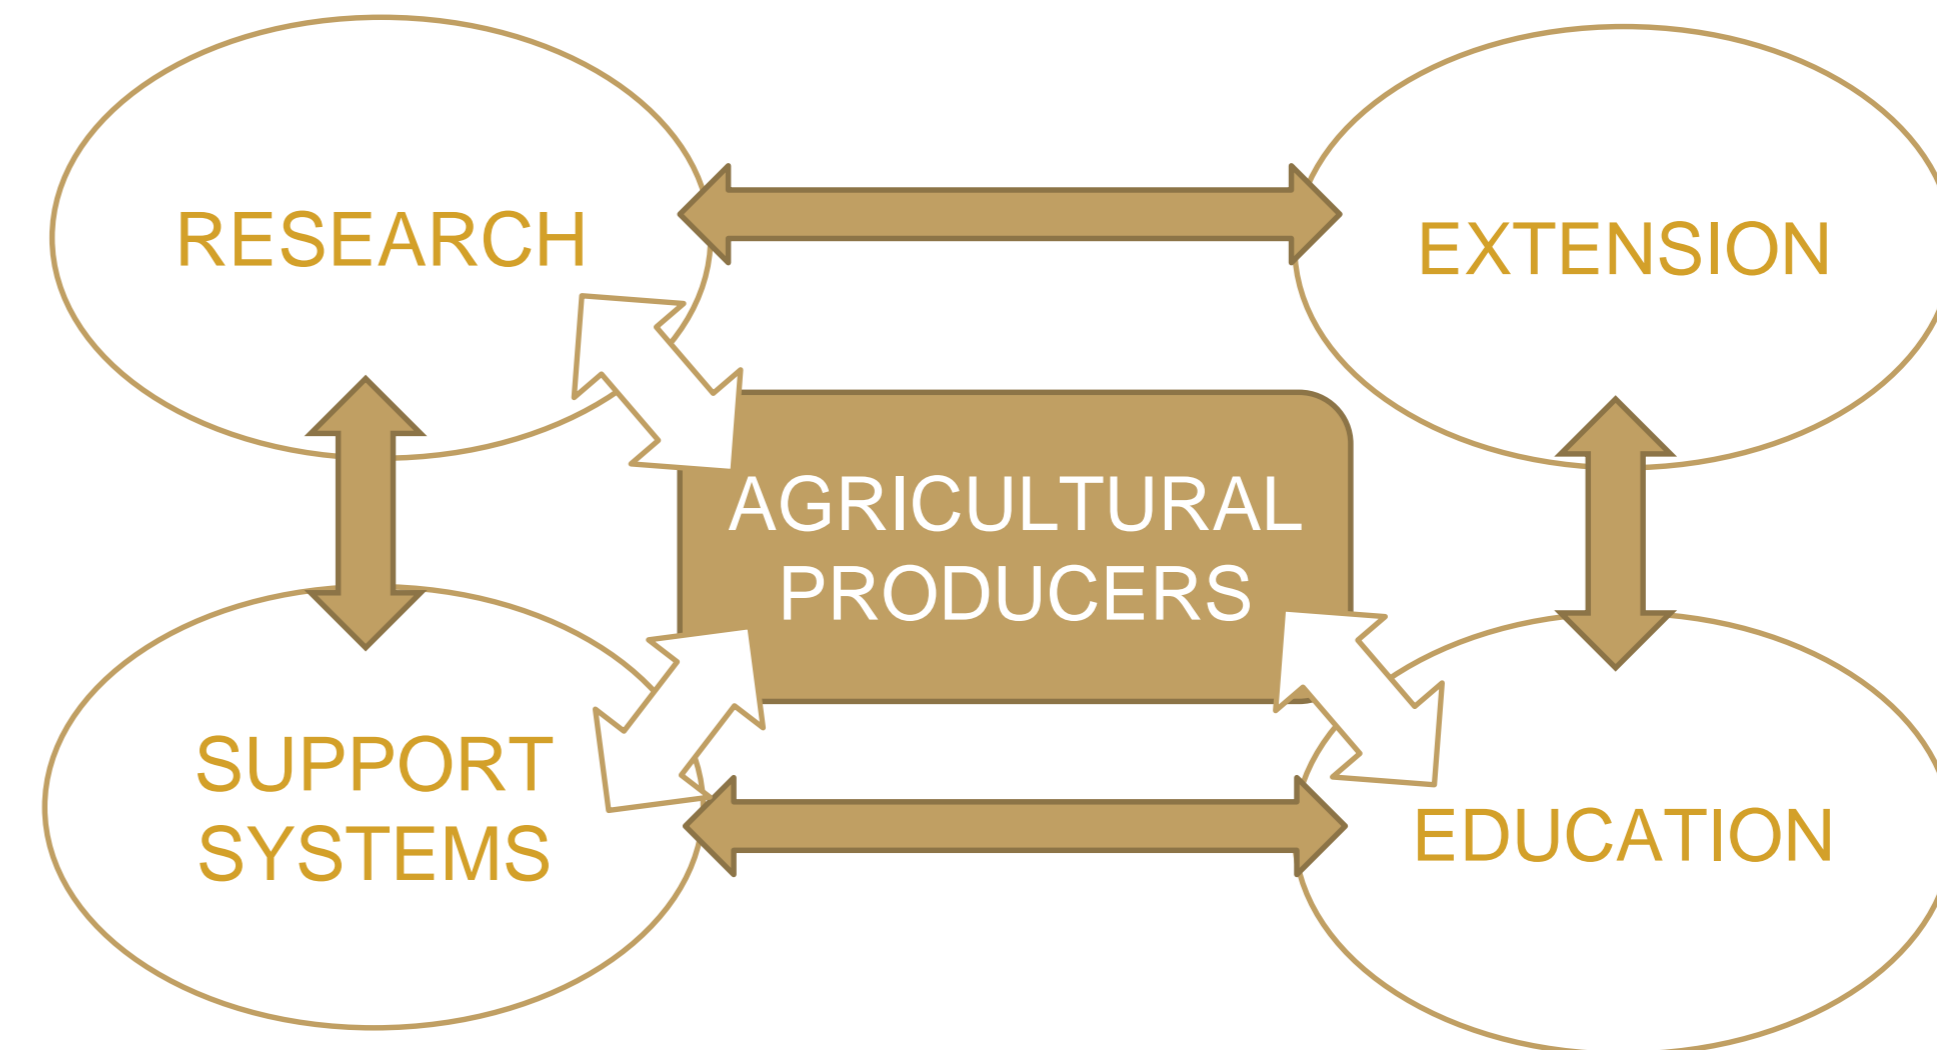 RESEARCH
EXTENSION
AGRICULTURAL
PRODUCERS
SUPPORT
SYSTEMS
EDUCATION